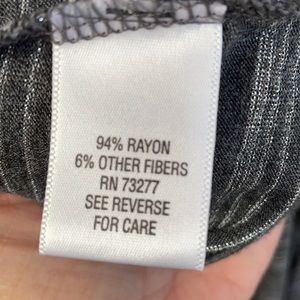 94% RAYON
6% OTHER FIBERS
RN 73277
SEE REVERSE
FOR CARE